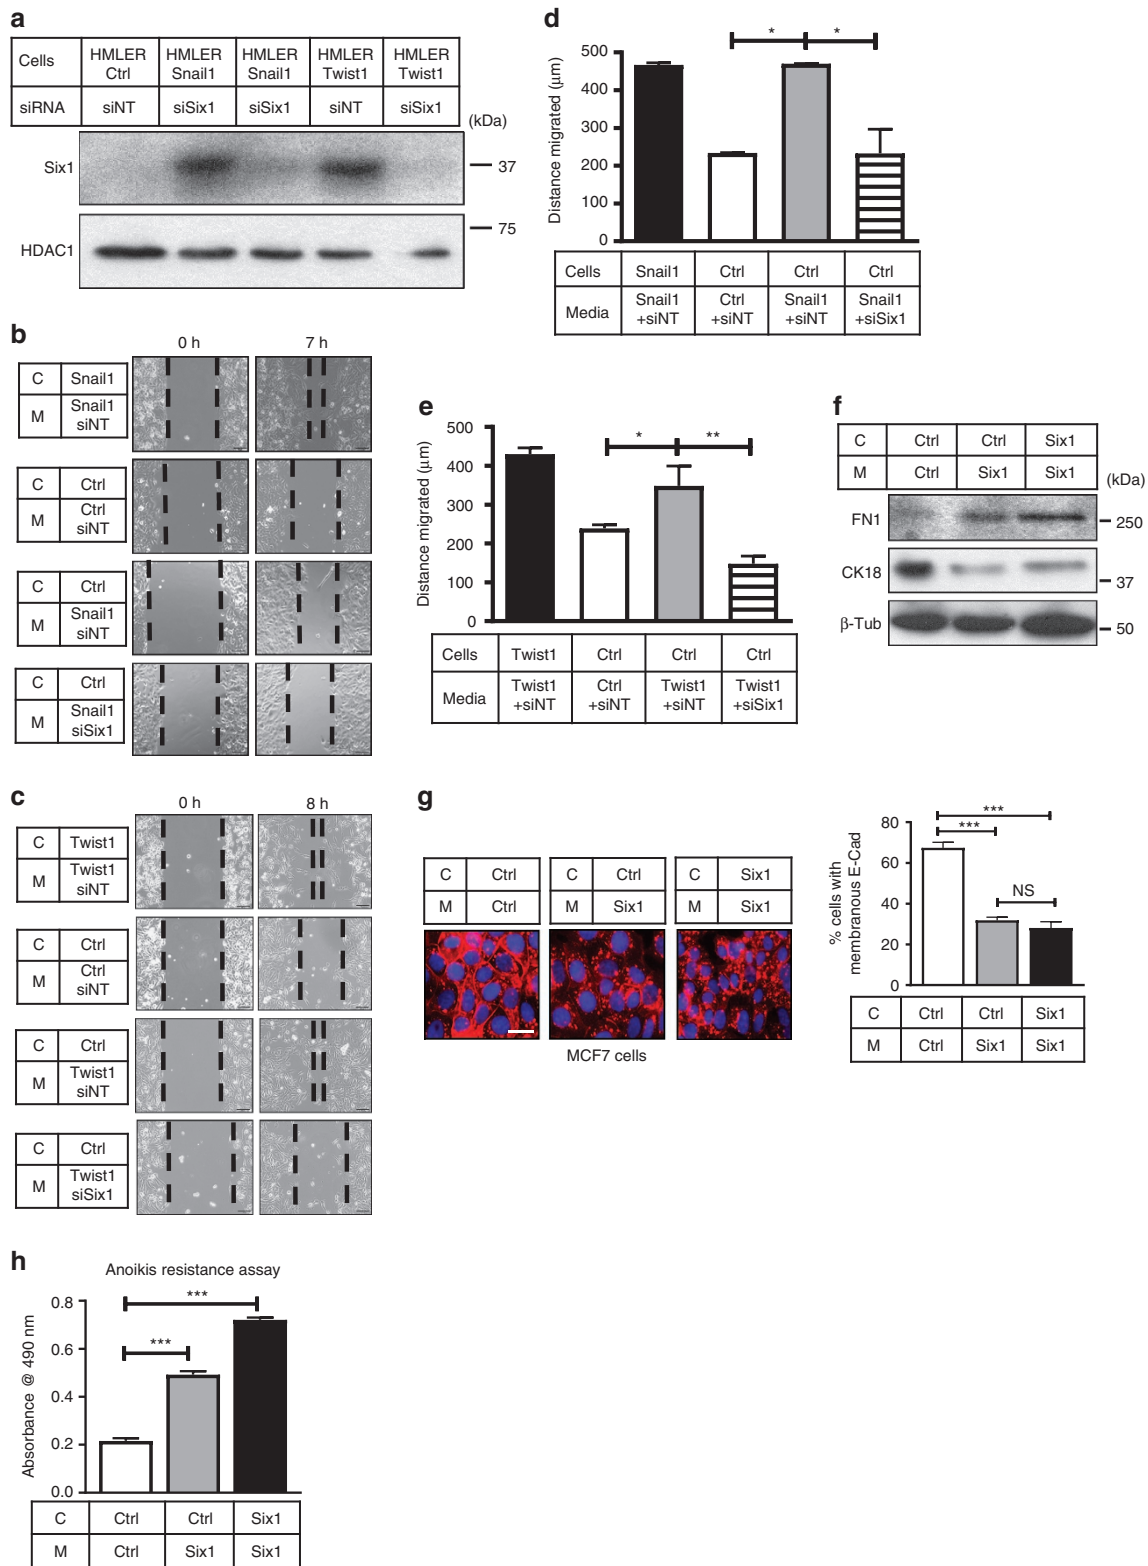 a
Cells HMLER Ctrl HMLER Snail1 HMLER Snail1 HMLER Twist1 HMLER Twist1
siRNA siNT siSix1 siSix1 siNT siSix1
(kDa)
Six1
37
75
HDAC1
b
0 h 7 h
C Snail1
M Snail1 siNT
C Ctrl
M Ctrl siNT
C Ctrl
M Snail1 siNT
C Ctrl
M Snail1 siSix1
c
0 h 8 h
C Twist1
M Twist1 siNT
C Ctrl
M Ctrl siNT
C Ctrl
M Twist1 siNT
C Ctrl
M Twist1 siSix1
d
* *
Distance migrated (μm)
500
400
300
200
100
0
Cells Snail1 Ctrl Ctrl Ctrl
Media Snail1 +siNT Ctrl +siNT Snail1 +siNT Snail1 +siSix1
e
* **
Distance migrated (μm)
500
400
300
200
100
0
Cells Twist1 Ctrl Ctrl Ctrl
Media Twist1 +siNT Ctrl +siNT Twist1 +siNT Twist1 +siSix1
f
C Ctrl Ctrl Six1
M Ctrl Six1 Six1
(kDa)
FN1
250
CK18
37
β-Tub
50
g
C Ctrl
M Ctrl
C Ctrl
M Six1
C Six1
M Six1
MCF7 cells
***
***
NS
% cells with
membranous E-Cad
80
60
40
20
0
C Ctrl Ctrl Six1
M Ctrl Six1 Six1
h
Anoikis resistance assay
***
***
Absorbance @ 490 nm
0.8
0.6
0.4
0.2
0.0
C Ctrl Ctrl Six1
M Ctrl Six1 Six1